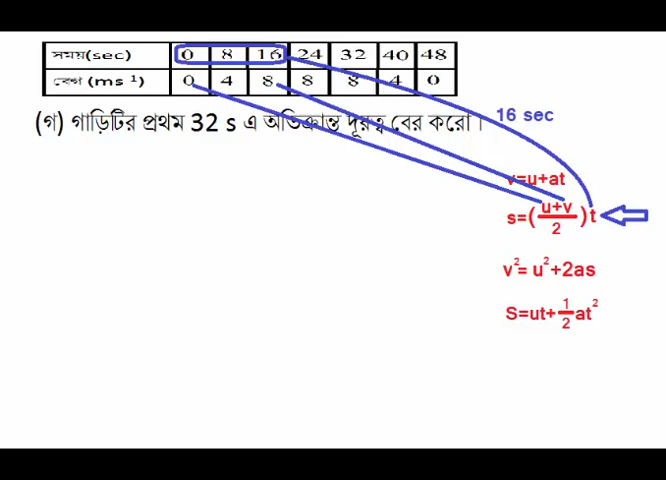 সময়(sec) 0 8 16 24 32 40 48
বেগ (ms⁻¹) 0 4 8 8 8 4 0
(গ) গাড়িটির প্রথম 32 s এ অতিক্রান্ত দূরত্ব বের করো।
16 sec
v=u+at
s=(u+v/2)t
v²= u²+2as
S=ut+1/2at²